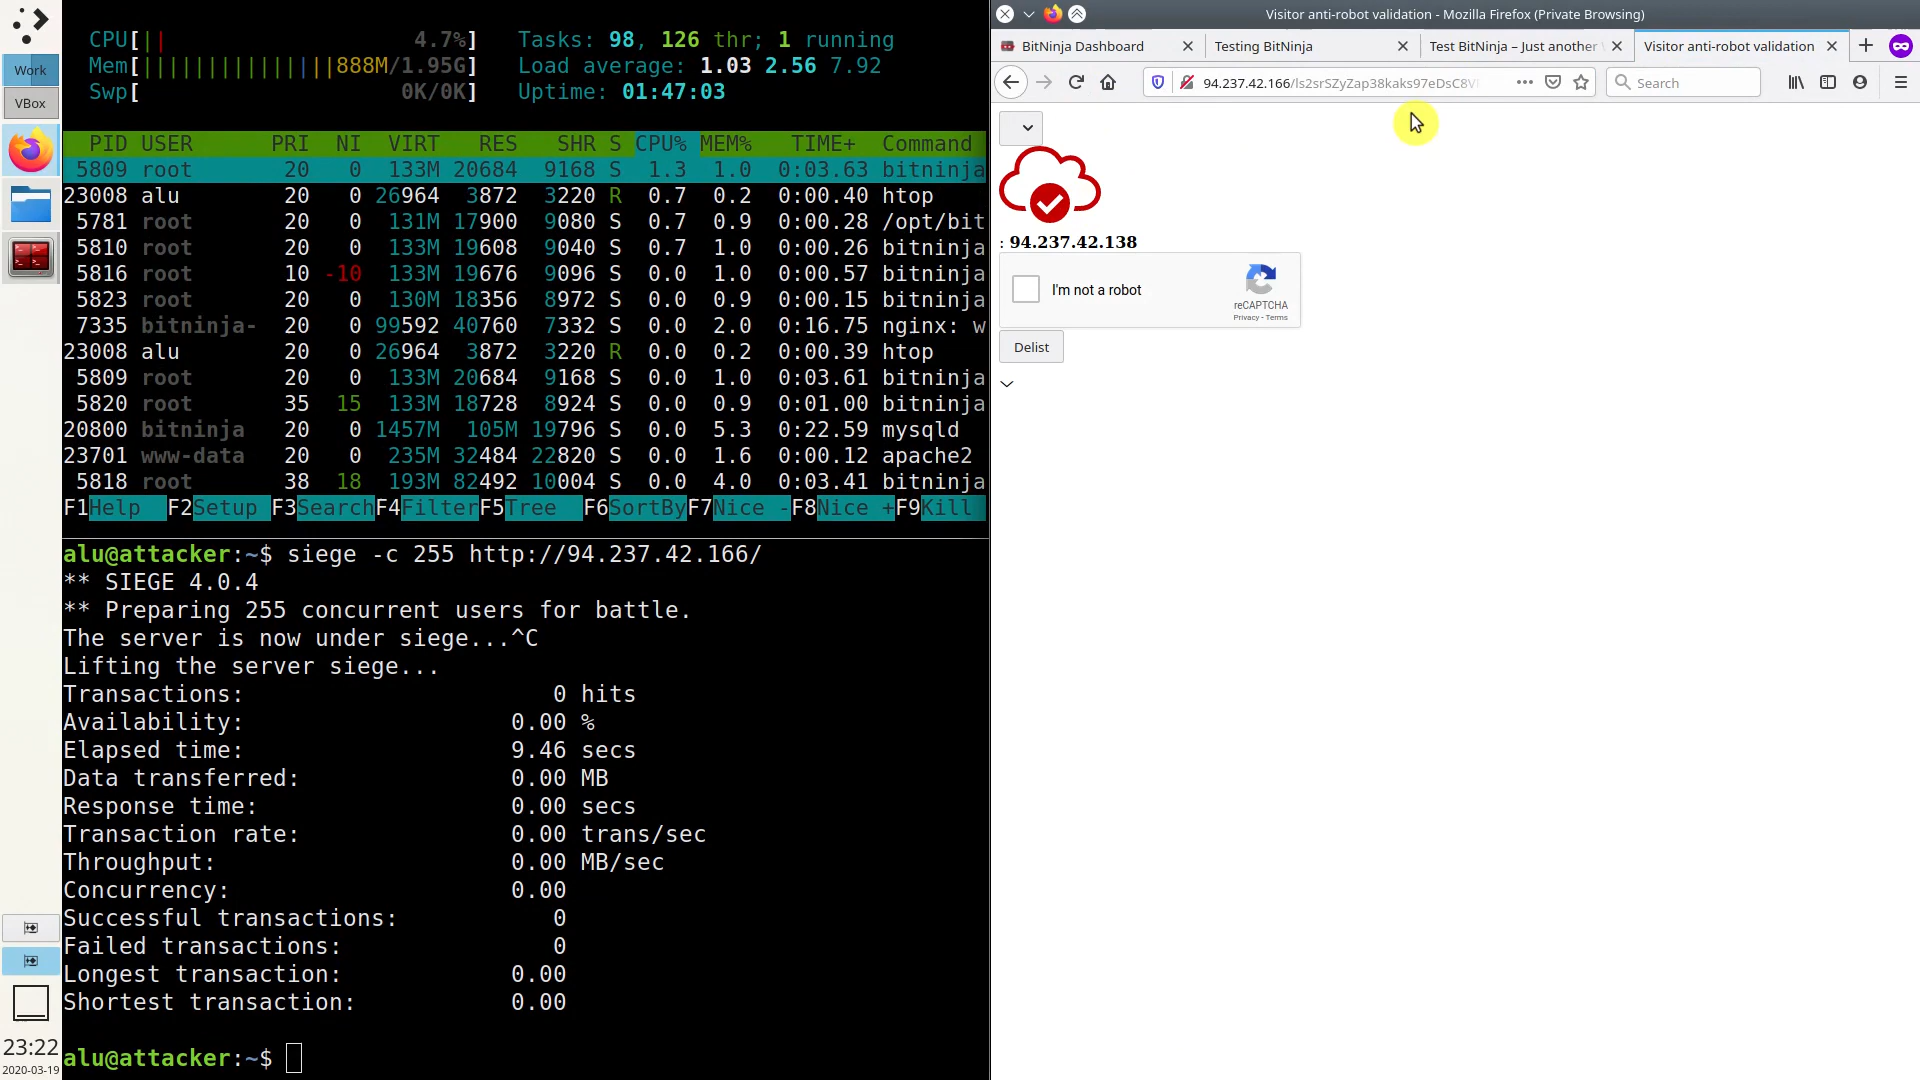 Work
VBox
23:22
2020-03-19
CPU[|| 4.7%] Tasks: 98, 126 thr; 1 running
Mem[|||||||||||||||888M/1.95G] Load average: 1.03 2.56 7.92
Swp[ 0K/0K] Uptime: 01:47:03
PID USER PRI NI VIRT RES SHR S CPU% MEM% TIME+ Command
5809 root 20 0 133M 20684 9168 S 1.3 1.0 0:03.63 bitninja
23008 alu 20 0 26964 3872 3220 R 0.7 0.2 0:00.40 htop
5781 root 20 0 131M 17900 9080 S 0.7 0.9 0:00.28 /opt/bit
5810 root 20 0 133M 19608 9040 S 0.7 1.0 0:00.26 bitninja
5816 root 10 -10 133M 19676 9096 S 0.0 1.0 0:00.57 bitninja
5823 root 20 0 130M 18356 8972 S 0.0 0.9 0:00.15 bitninja
7335 bitninja- 20 0 99592 40760 7332 S 0.0 2.0 0:16.75 nginx: w
23008 alu 20 0 26964 3872 3220 R 0.0 0.2 0:00.39 htop
5809 root 20 0 133M 20684 9168 S 0.0 1.0 0:03.61 bitninja
5820 root 35 15 133M 18728 8924 S 0.0 0.9 0:01.00 bitninja
20800 bitninja 20 0 1457M 105M 19796 S 0.0 5.3 0:22.59 mysqld
23701 www-data 20 0 235M 32484 22820 S 0.0 1.6 0:00.12 apache2
5818 root 38 18 193M 82492 10004 S 0.0 4.0 0:03.41 bitninja
F1Help F2Setup F3Search F4Filter F5Tree F6SortBy F7Nice - F8Nice + F9Kill
alu@attacker:~$ siege -c 255 http://94.237.42.166/
** SIEGE 4.0.4
** Preparing 255 concurrent users for battle.
The server is now under siege...^C
Lifting the server siege...
Transactions: 0 hits
Availability: 0.00 %
Elapsed time: 9.46 secs
Data transferred: 0.00 MB
Response time: 0.00 secs
Transaction rate: 0.00 trans/sec
Throughput: 0.00 MB/sec
Concurrency: 0.00
Successful transactions: 0
Failed transactions: 0
Longest transaction: 0.00
Shortest transaction: 0.00
alu@attacker:~$
Visitor anti-robot validation - Mozilla Firefox (Private Browsing)
BitNinja Dashboard
Testing BitNinja
Test BitNinja – Just another
Visitor anti-robot validation
94.237.42.166/ls2srSZyZap38kaks97eDsC8V
Search
: 94.237.42.138
I'm not a robot
reCAPTCHA
Privacy - Terms
Delist